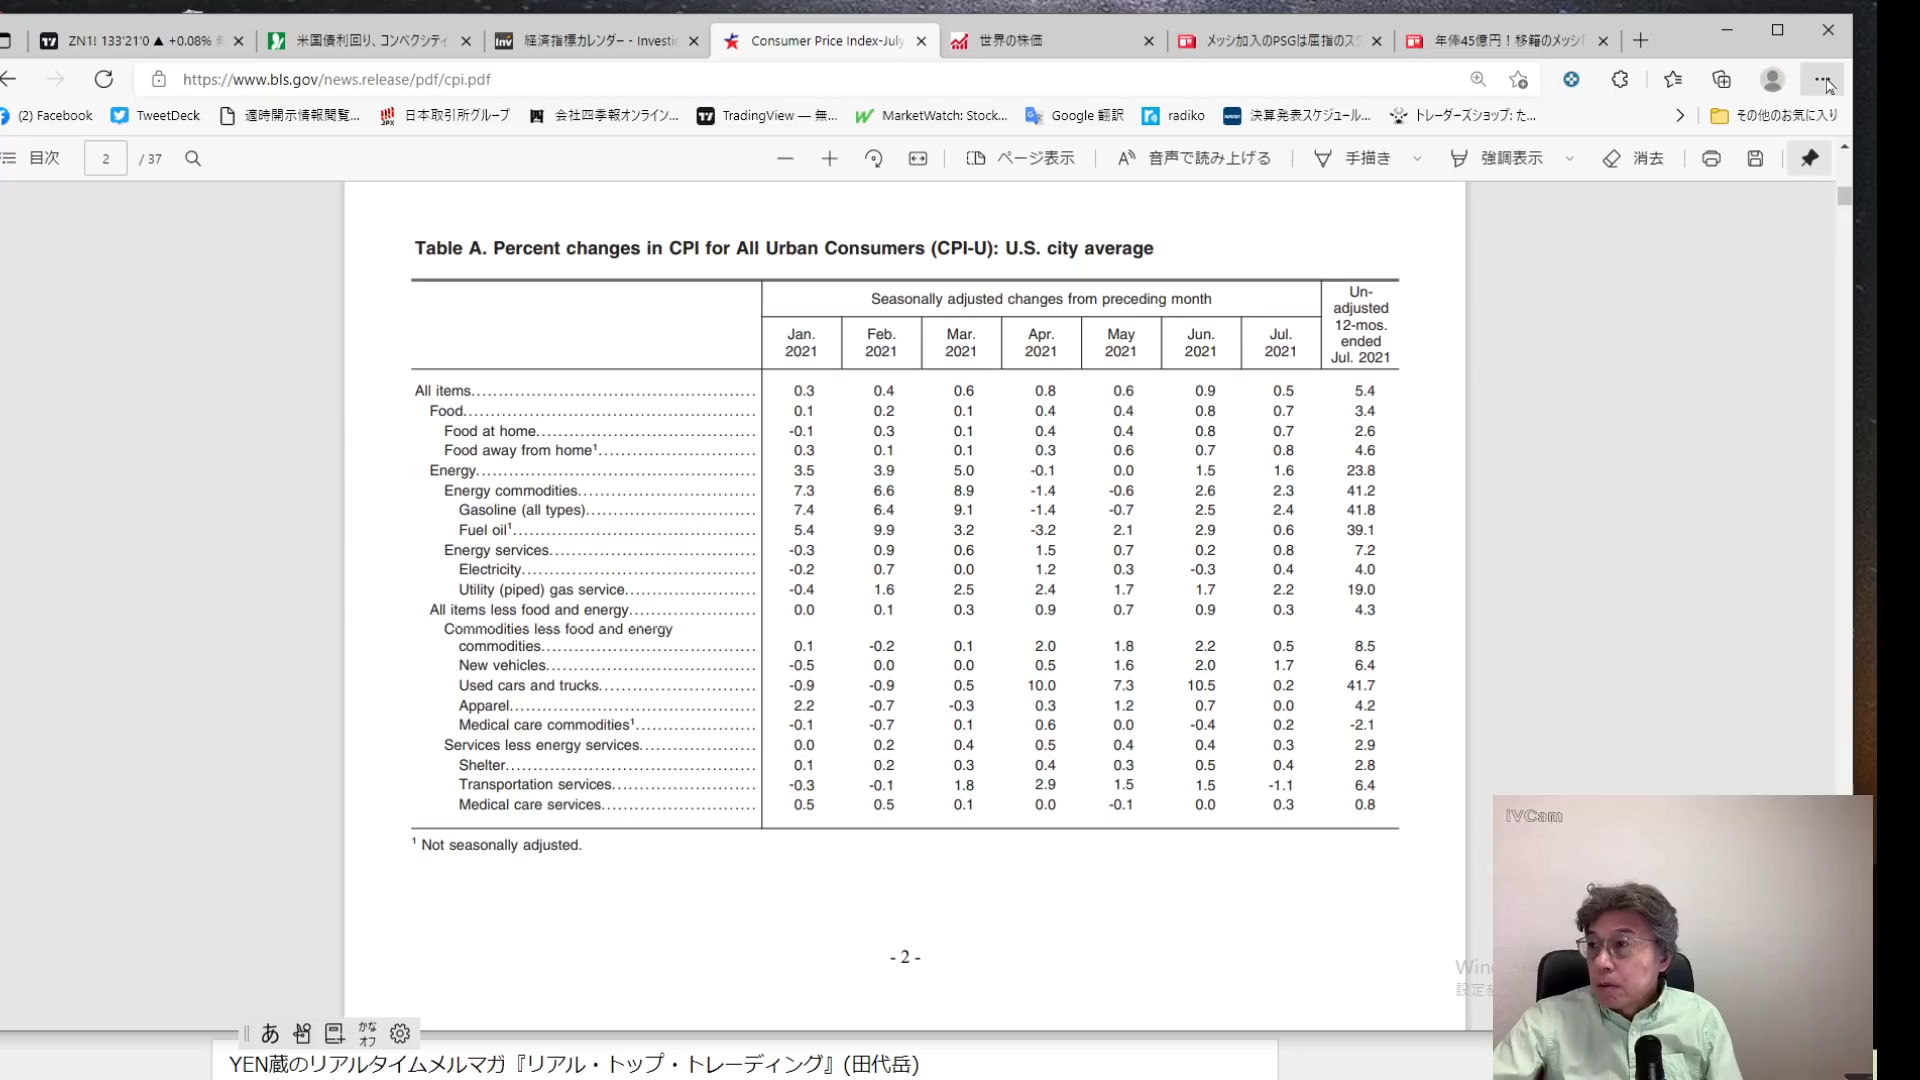 ZN1! 133'21'0 ▲ +0.08%
米国債利回り、コンベクシティ
経済指標カレンダー - Investi
Consumer Price Index-July
世界の株価
メッシ加入のPSGは屈指のス
年俸45億円！移籍のメッシ「
https://www.bls.gov/news.release/pdf/cpi.pdf
(2) Facebook TweetDeck 適時開示情報閲覧... 日本取引所グループ 会社四季報オンライン... TradingView — 無... MarketWatch: Stock... Google 翻訳 radiko 決算発表スケジュール... トレーダーズショップ: た... その他のお気に入り
目次 2 / 37 ページ表示 音声で読み上げる 手描き 強調表示 消去
Table A. Percent changes in CPI for All Urban Consumers (CPI-U): U.S. city average
Seasonally adjusted changes from preceding month
Un-adjusted 12-mos. ended Jul. 2021
Jan. 2021 Feb. 2021 Mar. 2021 Apr. 2021 May 2021 Jun. 2021 Jul. 2021
All items 0.3 0.4 0.6 0.8 0.6 0.9 0.5 5.4
Food 0.1 0.2 0.1 0.4 0.4 0.8 0.7 3.4
Food at home -0.1 0.3 0.1 0.4 0.4 0.8 0.7 2.6
Food away from home¹ 0.3 0.1 0.1 0.3 0.6 0.7 0.8 4.6
Energy 3.5 3.9 5.0 -0.1 0.0 1.5 1.6 23.8
Energy commodities 7.3 6.6 8.9 -1.4 -0.6 2.6 2.3 41.2
Gasoline (all types) 7.4 6.4 9.1 -1.4 -0.7 2.5 2.4 41.8
Fuel oil¹ 5.4 9.9 3.2 -3.2 2.1 2.9 0.6 39.1
Energy services -0.3 0.9 0.6 1.5 0.7 0.2 0.8 7.2
Electricity -0.2 0.7 0.0 1.2 0.3 -0.3 0.4 4.0
Utility (piped) gas service -0.4 1.6 2.5 2.4 1.7 1.7 2.2 19.0
All items less food and energy 0.0 0.1 0.3 0.9 0.7 0.9 0.3 4.3
Commodities less food and energy
commodities 0.1 -0.2 0.1 2.0 1.8 2.2 0.5 8.5
New vehicles -0.5 0.0 0.0 0.5 1.6 2.0 1.7 6.4
Used cars and trucks -0.9 -0.9 0.5 10.0 7.3 10.5 0.2 41.7
Apparel 2.2 -0.7 -0.3 0.3 1.2 0.7 0.0 4.2
Medical care commodities¹ -0.1 -0.7 0.1 0.6 0.0 -0.4 0.2 -2.1
Services less energy services 0.0 0.2 0.4 0.5 0.4 0.4 0.3 2.9
Shelter 0.1 0.2 0.3 0.4 0.3 0.5 0.4 2.8
Transportation services -0.3 -0.1 1.8 2.9 1.5 1.5 -1.1 6.4
Medical care services 0.5 0.5 0.1 0.0 -0.1 0.0 0.3 0.8
¹ Not seasonally adjusted.
- 2 -
iVCam
Win
設定を
あ かな オフ
YEN蔵のリアルタイムメルマガ『リアル・トップ・トレーディング』(田代岳)